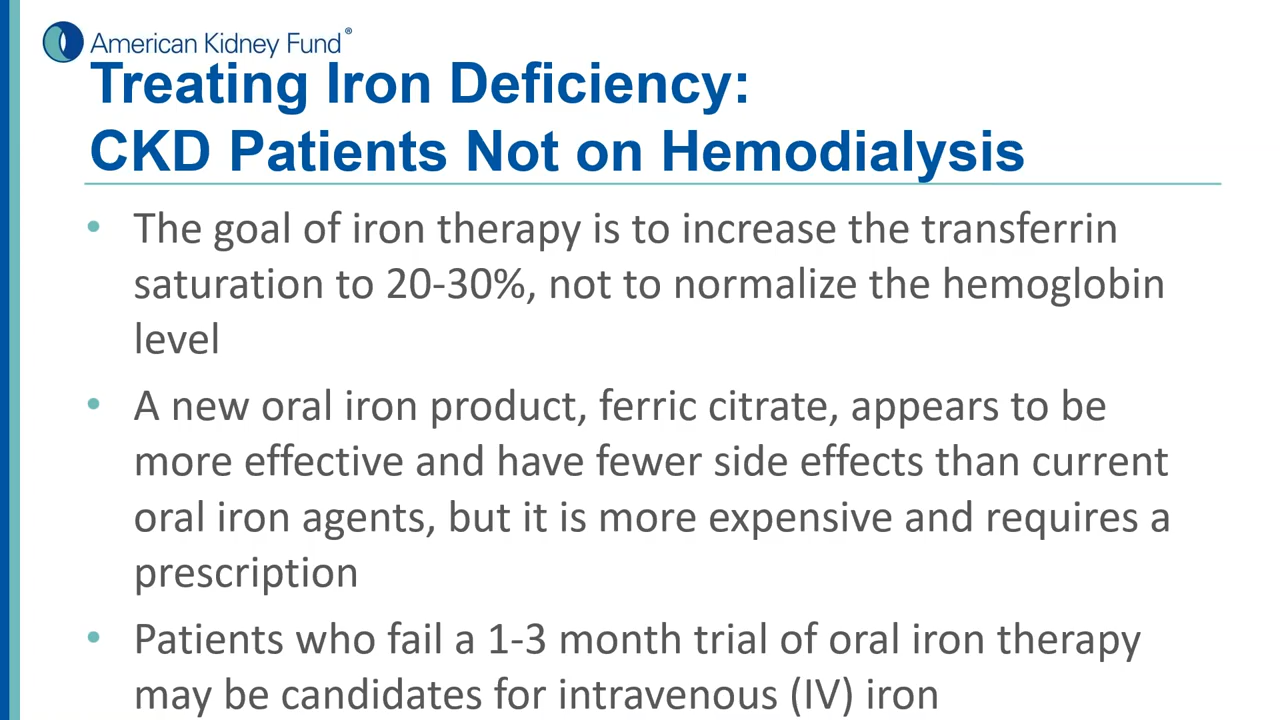 American Kidney Fund®
Treating Iron Deficiency:
CKD Patients Not on Hemodialysis
• The goal of iron therapy is to increase the transferrin
saturation to 20-30%, not to normalize the hemoglobin
level
• A new oral iron product, ferric citrate, appears to be
more effective and have fewer side effects than current
oral iron agents, but it is more expensive and requires a
prescription
• Patients who fail a 1-3 month trial of oral iron therapy
may be candidates for intravenous (IV) iron